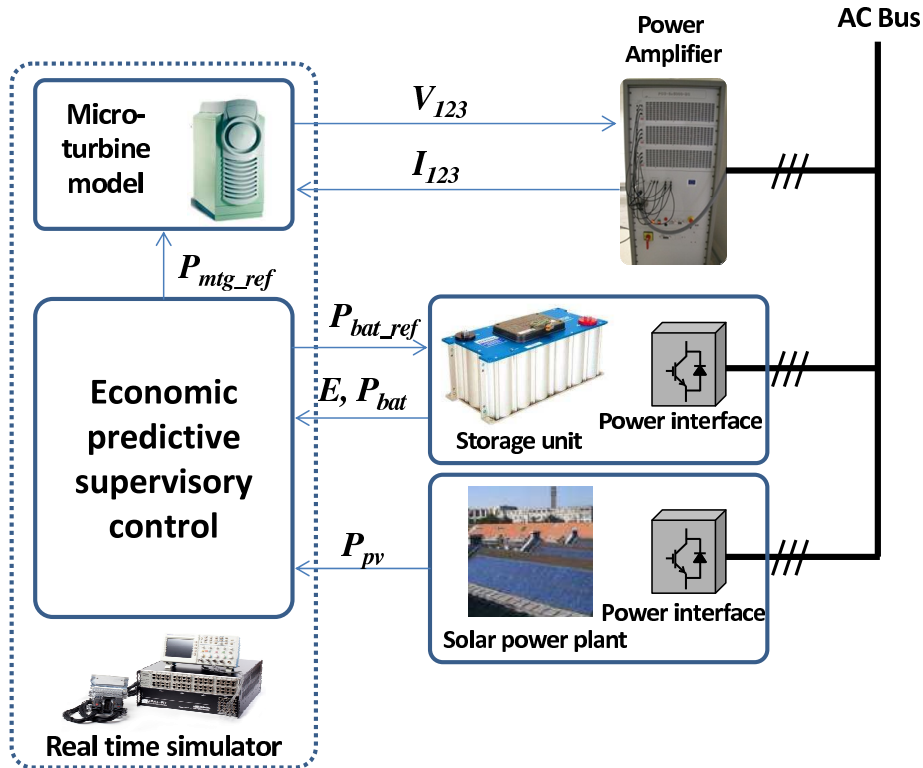 AC Bus
Power
Amplifier
Micro-
turbine
model
V123
I123
Pmtg_ref
Pbat_ref
E, Pbat
Economic
predictive
supervisory
control
Storage unit
Power interface
Ppv
Solar power plant
Power interface
Real time simulator